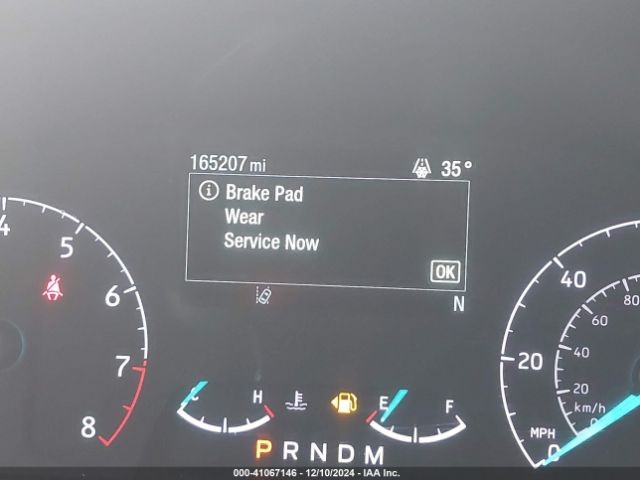 165207 mi 35°
Brake Pad
Wear
Service Now
OK
N
4
5
6
7
8
C H
E F
P R N D M
0 20 40
MPH
0 20 40 60 80
km/h
000-41067146 - 12/10/2024 - IAA Inc.